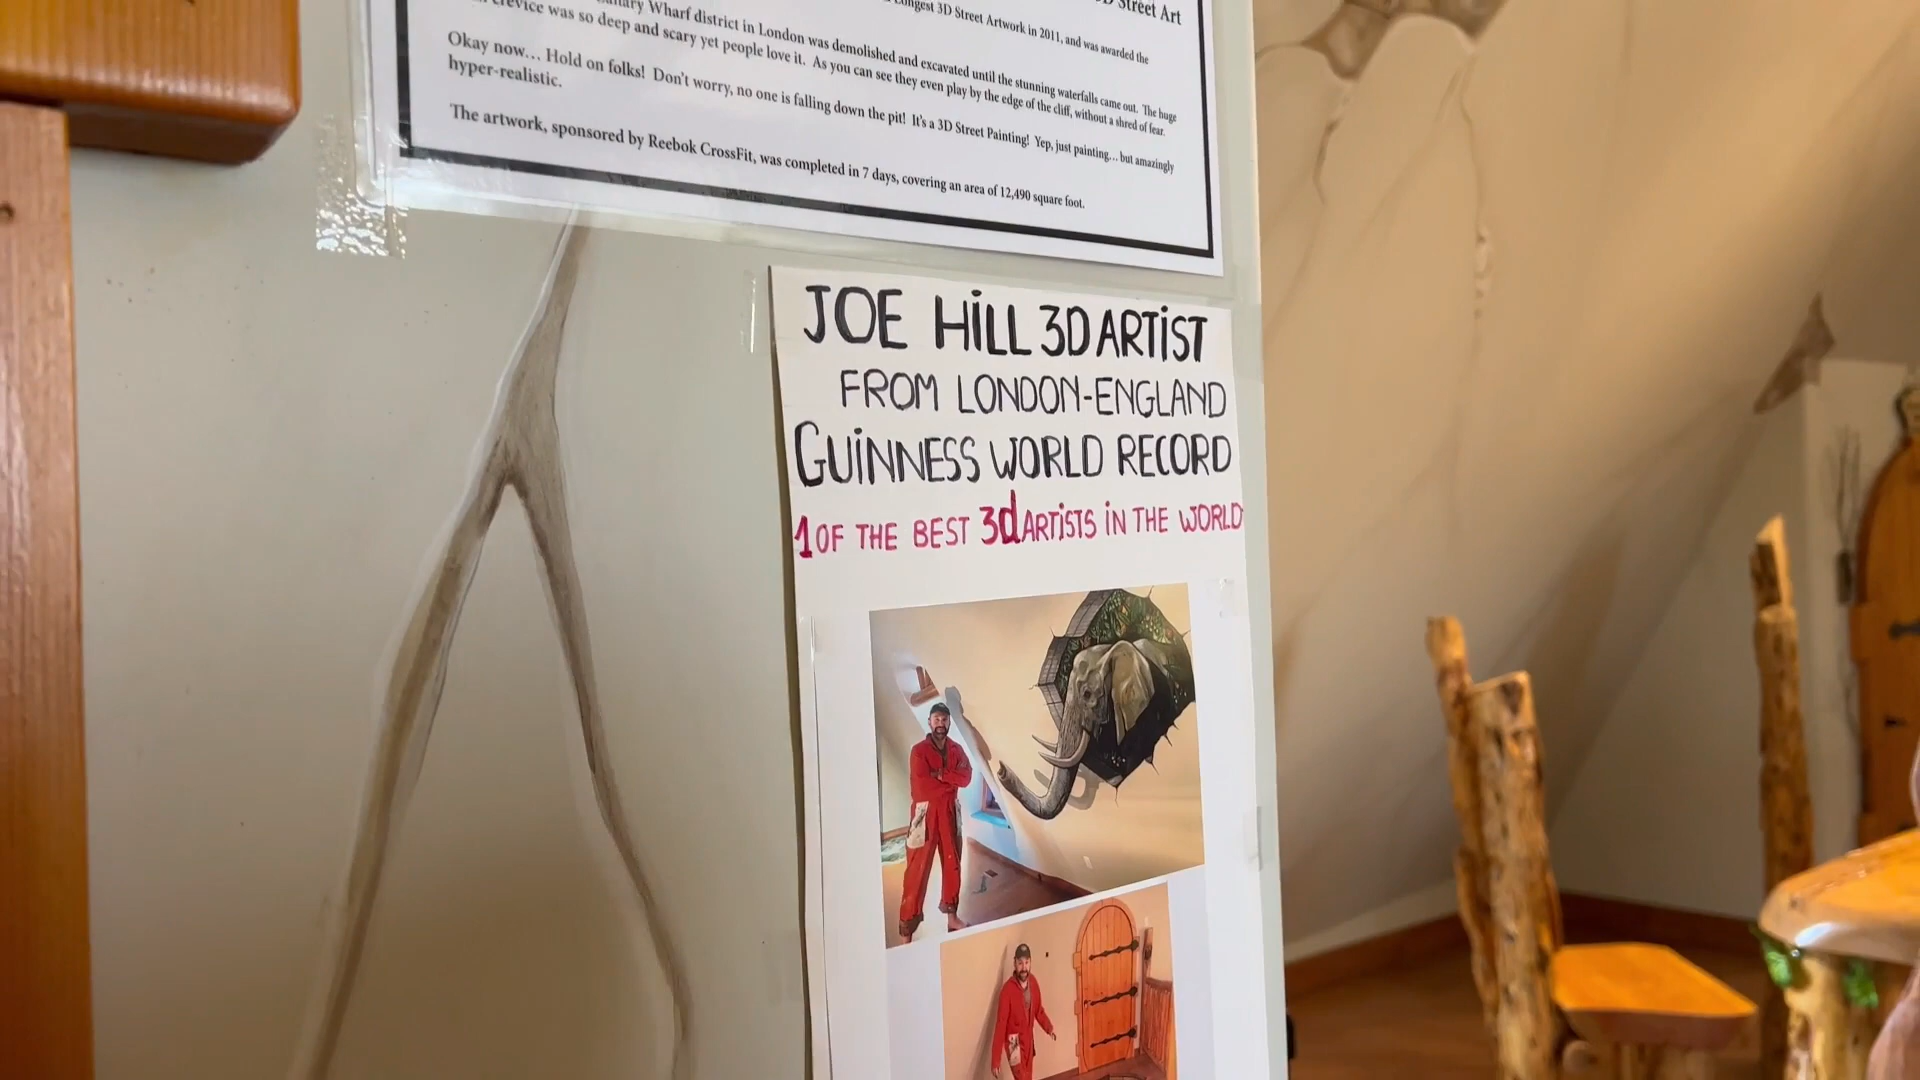 D Street Art
Longest 3D Street Artwork in 2011, and was awarded the
Wharf district in London was demolished and excavated until the stunning waterfalls came out. The huge
crevice was so deep and scary yet people love it. As you can see they even play by the edge of the cliff, without a shred of fear.
Okay now... Hold on folks! Don't worry, no one is falling down the pit! It's a 3D Street Painting! Yep, just painting... but amazingly
hyper-realistic.
The artwork, sponsored by Reebok CrossFit, was completed in 7 days, covering an area of 12,490 square foot.
JOE HiLL 3D ARTiST
FROM LONDON-ENGLAND
GUiNNESS WORLD RECORD
1 OF THE BEST 3d ARTiSTS iN THE WORLD